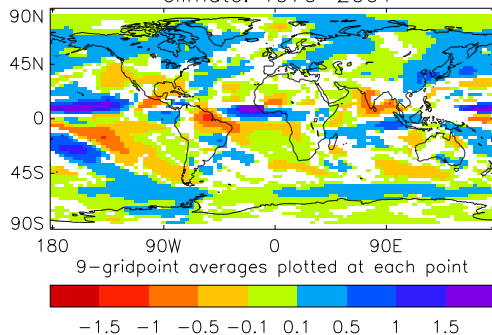 90N
45N
0
45S
90S
180 90W 0 90E
9-gridpoint averages plotted at each point
-1.5 -1 -0.5 -0.1 0.1 0.5 1 1.5